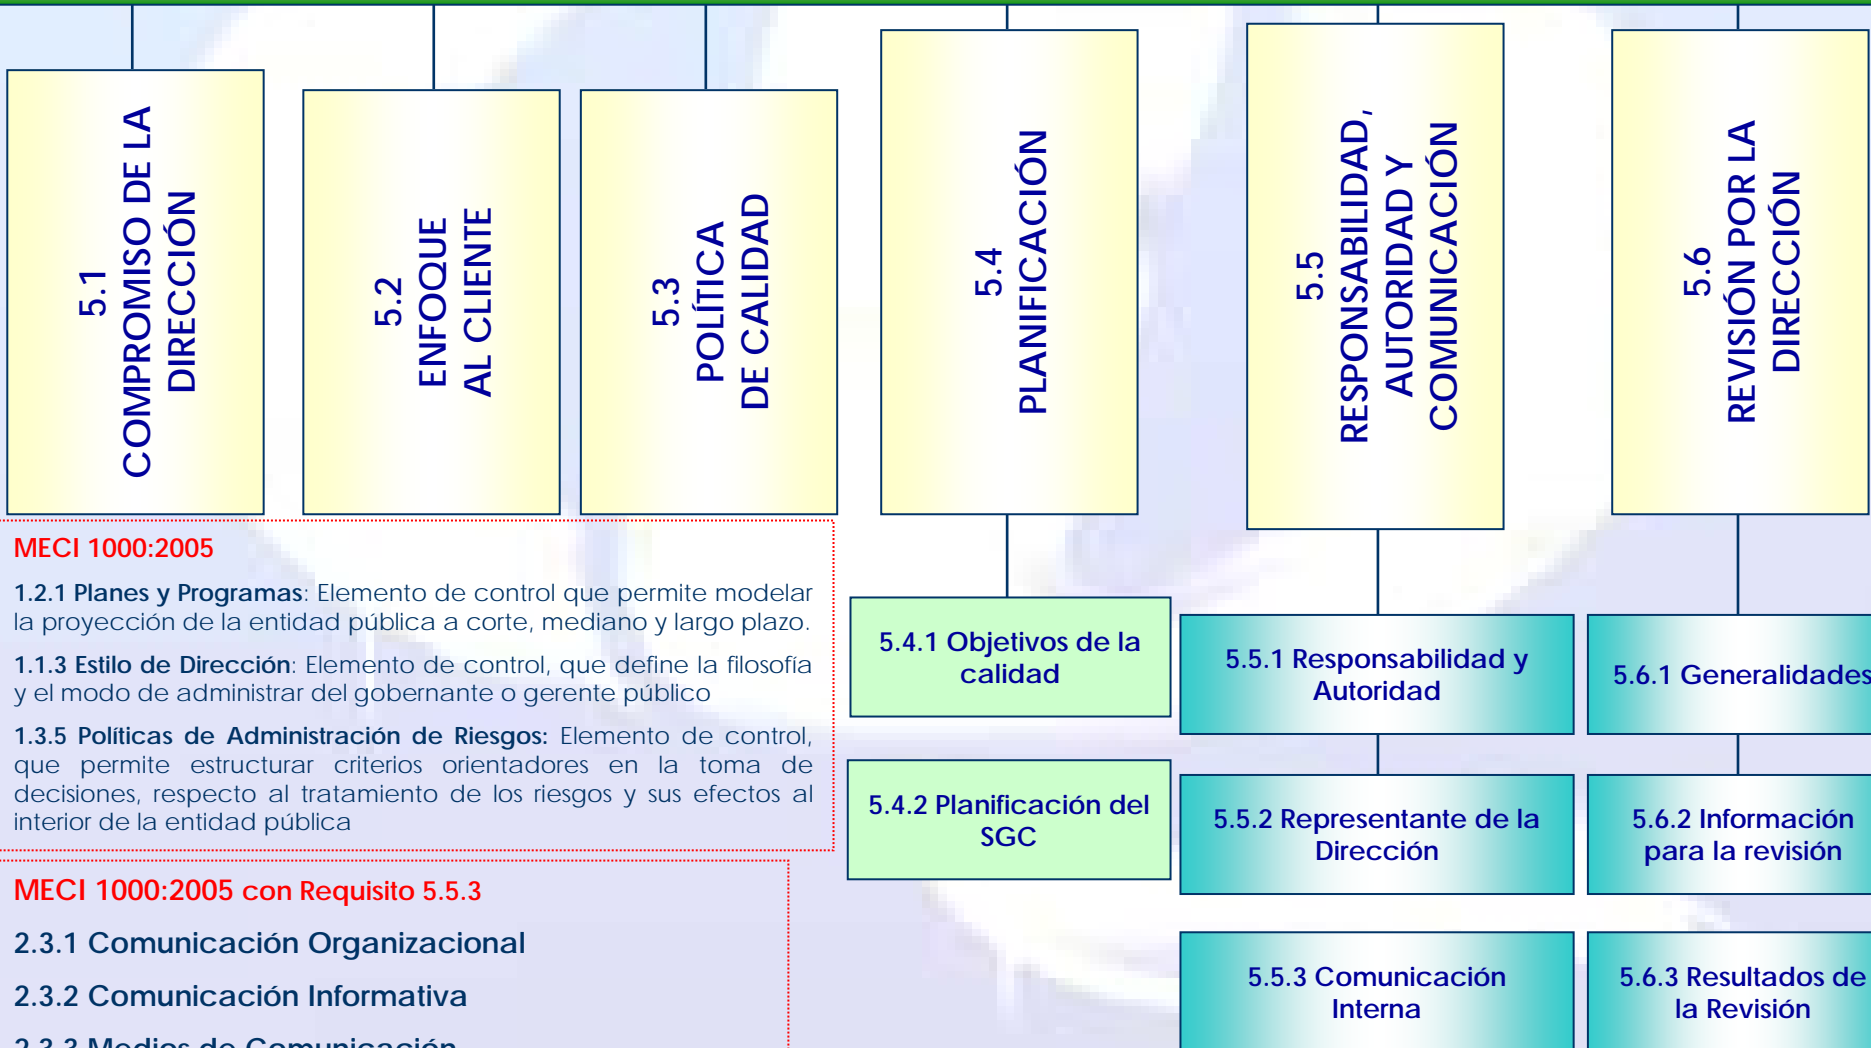 5.1
COMPROMISO DE LA
DIRECCIÓN
5.2
ENFOQUE
AL CLIENTE
5.3
POLÍTICA
DE CALIDAD
5.4
PLANIFICACIÓN
5.5
RESPONSABILIDAD,
AUTORIDAD Y
COMUNICACIÓN
5.6
REVISIÓN POR LA
DIRECCIÓN
MECI 1000:2005
1.2.1 Planes y Programas: Elemento de control que permite modelar
la proyección de la entidad pública a corte, mediano y largo plazo.
1.1.3 Estilo de Dirección: Elemento de control, que define la filosofía
y el modo de administrar del gobernante o gerente público
1.3.5 Políticas de Administración de Riesgos: Elemento de control,
que permite estructurar criterios orientadores en la toma de
decisiones, respecto al tratamiento de los riesgos y sus efectos al
interior de la entidad pública
MECI 1000:2005 con Requisito 5.5.3
2.3.1 Comunicación Organizacional
2.3.2 Comunicación Informativa
2.3.3 Medios de Comunicación
5.4.1 Objetivos de la
calidad
5.4.2 Planificación del
SGC
5.5.1 Responsabilidad y
Autoridad
5.5.2 Representante de la
Dirección
5.5.3 Comunicación
Interna
5.6.1 Generalidades
5.6.2 Información
para la revisión
5.6.3 Resultados de
la Revisión